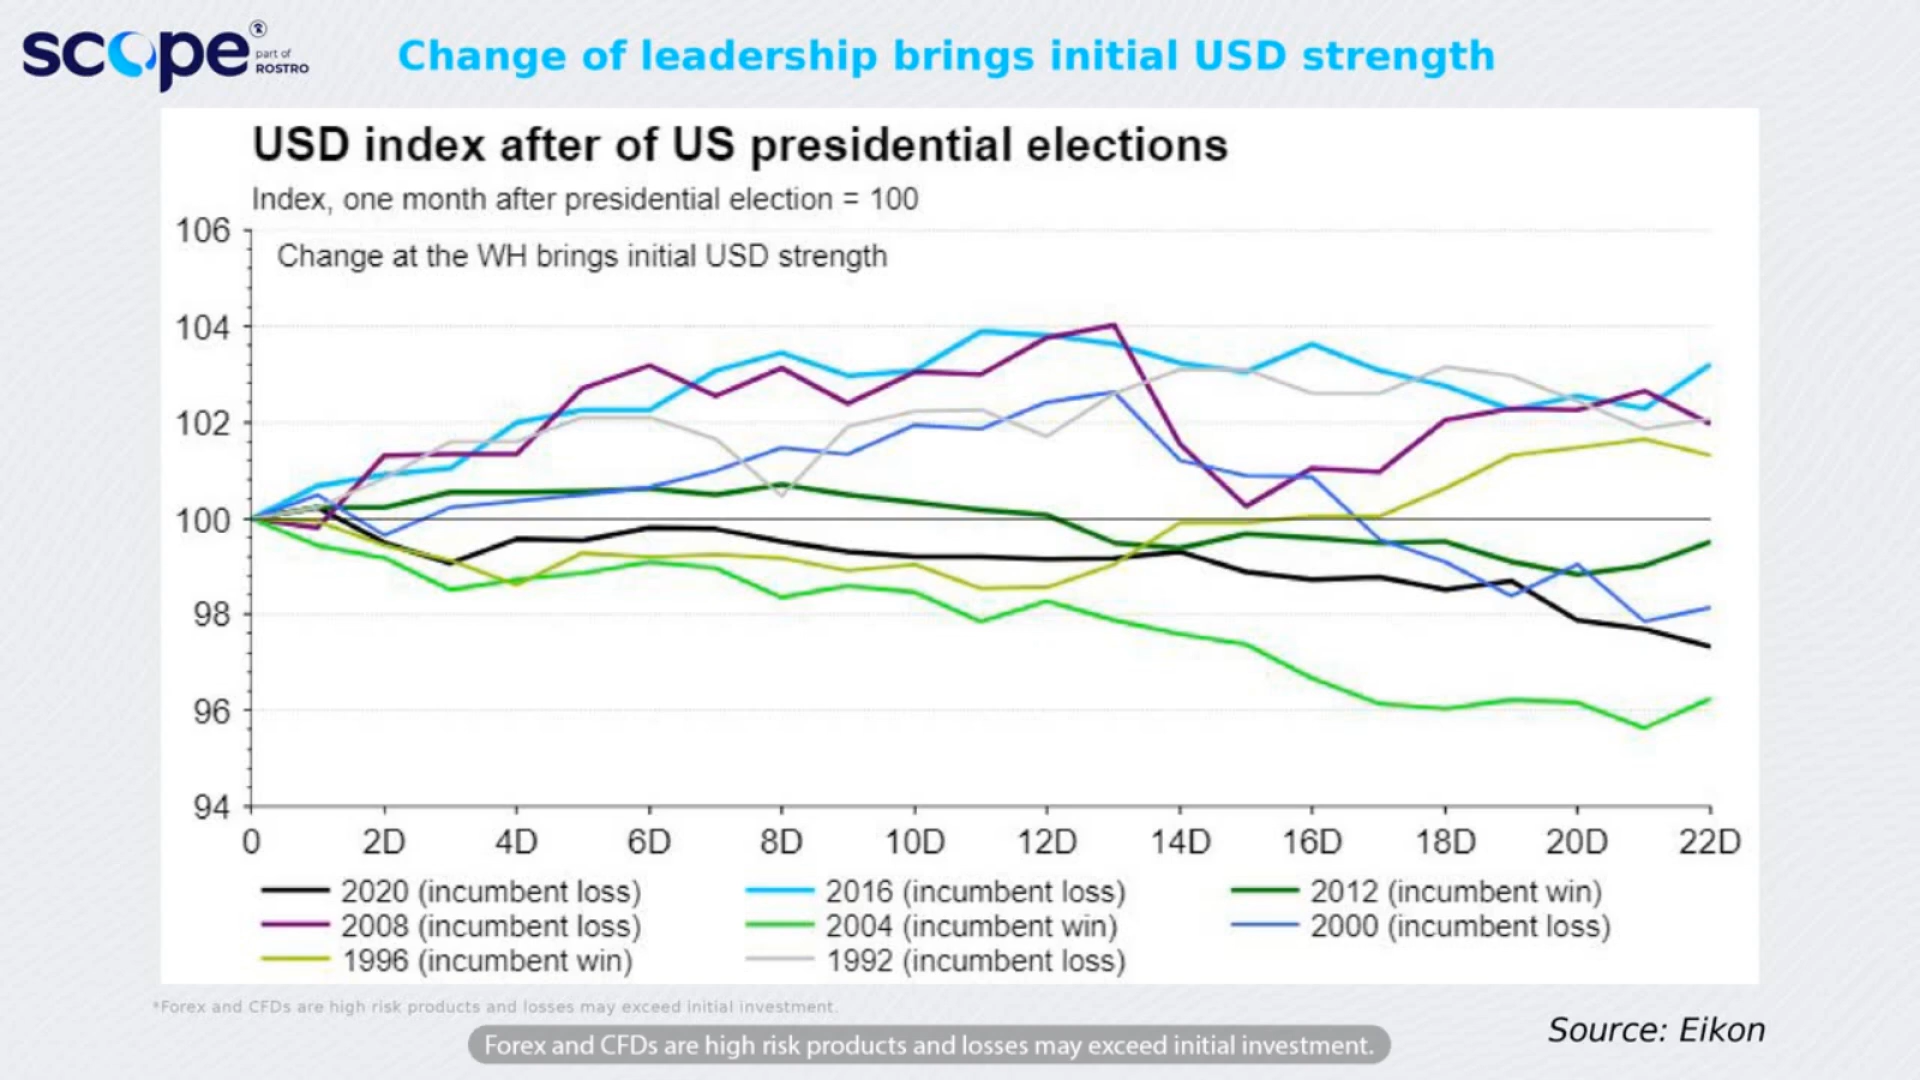 scope®
part of
ROSTRO
Change of leadership brings initial USD strength
USD index after of US presidential elections
Index, one month after presidential election = 100
Change at the WH brings initial USD strength
106
104
102
100
98
96
94
0 2D 4D 6D 8D 10D 12D 14D 16D 18D 20D 22D
2020 (incumbent loss) 2016 (incumbent loss) 2012 (incumbent win)
2008 (incumbent loss) 2004 (incumbent win) 2000 (incumbent loss)
1996 (incumbent win) 1992 (incumbent loss)
*Forex and CFDs are high risk products and losses may exceed initial investment.
Source: Eikon
Forex and CFDs are high risk products and losses may exceed initial investment.